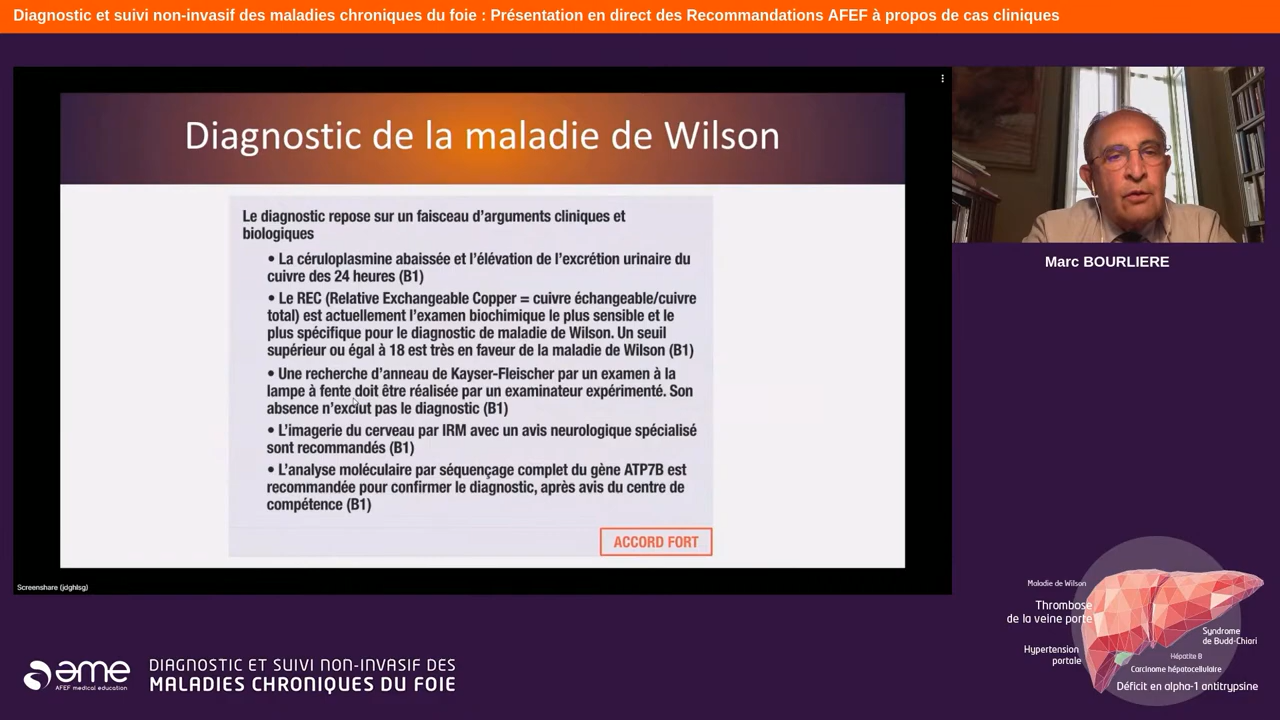 Diagnostic et suivi non-invasif des maladies chroniques du foie : Présentation en direct des Recommandations AFEF à propos de cas cliniques
Diagnostic de la maladie de Wilson
Le diagnostic repose sur un faisceau d’arguments cliniques et
biologiques
• La céruloplasmine abaissée et l’élévation de l’excrétion urinaire du
cuivre des 24 heures (B1)
• Le REC (Relative Exchangeable Copper = cuivre échangeable/cuivre
total) est actuellement l’examen biochimique le plus sensible et le
plus spécifique pour le diagnostic de maladie de Wilson. Un seuil
supérieur ou égal à 18 est très en faveur de la maladie de Wilson (B1)
• Une recherche d’anneau de Kayser-Fleischer par un examen à la
lampe à fente doit être réalisée par un examinateur expérimenté. Son
absence n’exclut pas le diagnostic (B1)
• L’imagerie du cerveau par IRM avec un avis neurologique spécialisé
sont recommandés (B1)
• L’analyse moléculaire par séquençage complet du gène ATP7B est
recommandée pour confirmer le diagnostic, après avis du centre de
compétence (B1)
ACCORD FORT
Screenshare (jdghlsg)
Marc BOURLIERE
ame
AFEF medical education
DIAGNOSTIC ET SUIVI NON-INVASIF DES
MALADIES CHRONIQUES DU FOIE
Maladie de Wilson
Thrombose
de la veine porte
Syndrome
de Budd-Chiari
Hypertension
portale
Hépatite B
Carcinome hépatocellulaire
Déficit en alpha-1 antitrypsine